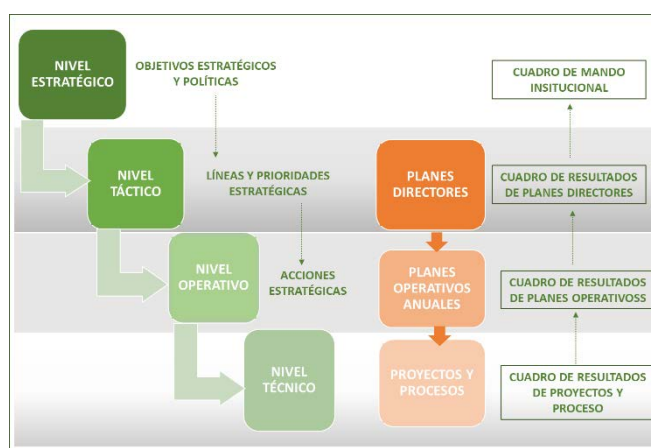 NIVEL
ESTRATÉGICO
OBJETIVOS ESTRATÉGICOS
Y POLÍTICAS
CUADRO DE MANDO
INSITUCIONAL
NIVEL
TÁCTICO
LÍNEAS Y PRIORIDADES
ESTRATÉGICAS
PLANES
DIRECTORES
CUADRO DE RESULTADOS
DE PLANES DIRECTORES
NIVEL
OPERATIVO
ACCIONES
ESTRATÉGICAS
PLANES
OPERATIVOS
ANUALES
CUADRO DE RESULTADOS
DE PLANES OPERATIVOSS
NIVEL
TÉCNICO
PROYECTOS Y
PROCESOS
CUADRO DE RESULTADOS
DE PROYECTOS Y
PROCESO